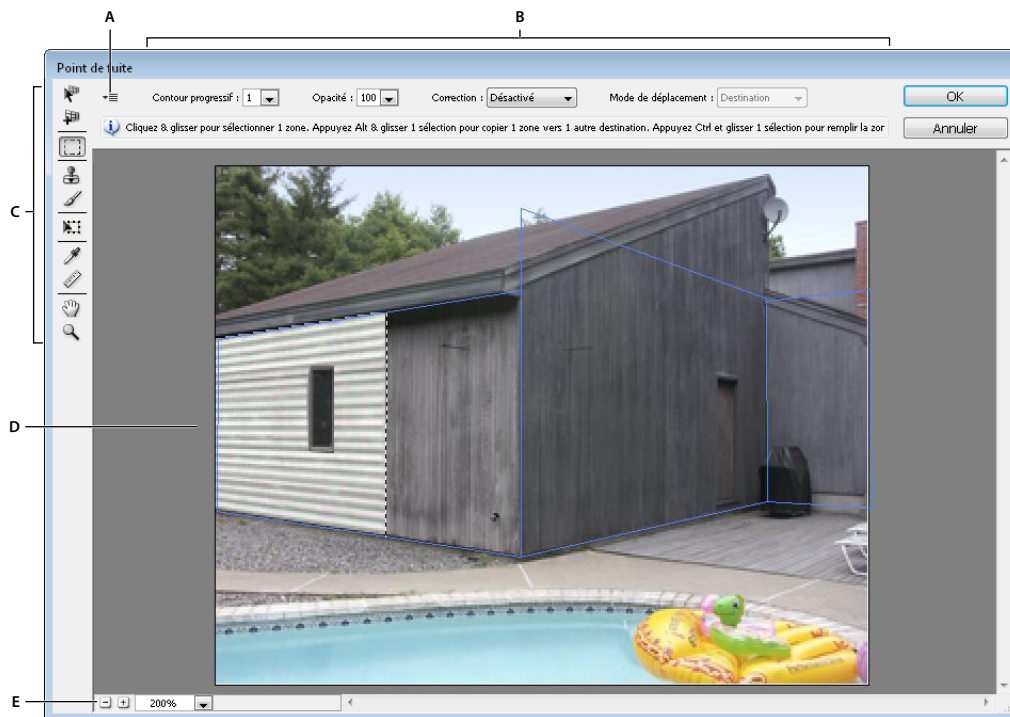 A
B
Point de fuite
Contour progressif : 1
Opacité : 100
Correction : Désactivé
Mode de déplacement : Destination
OK
Cliquez & glisser pour sélectionner 1 zone. Appuyez Alt & glisser 1 sélection pour copier 1 zone vers 1 autre destination. Appuyez Ctrl et glisser 1 sélection pour remplir la zor
Annuler
C
D
E
200%